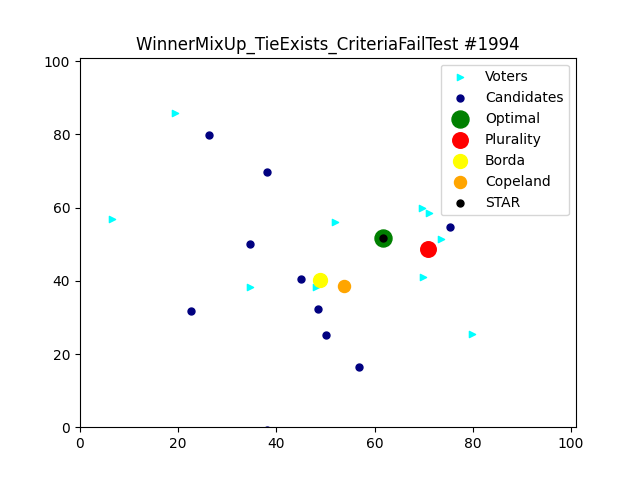 WinnerMixUp_TieExists_CriteriaFailTest #1994
100
80
60
40
20
0
0 20 40 60 80 100
Voters
Candidates
Optimal
Plurality
Borda
Copeland
STAR